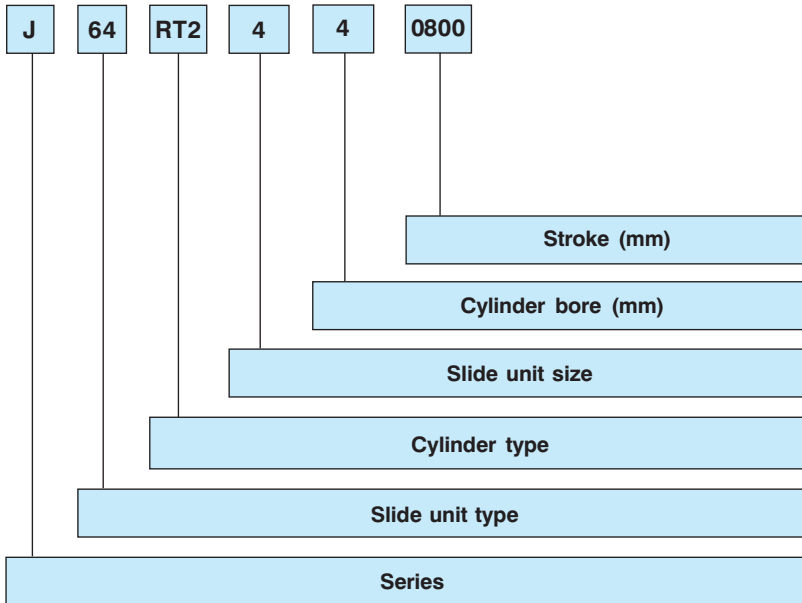 J 64 RT2 4 4 0800
Stroke (mm)
Cylinder bore (mm)
Slide unit size
Cylinder type
Slide unit type
Series